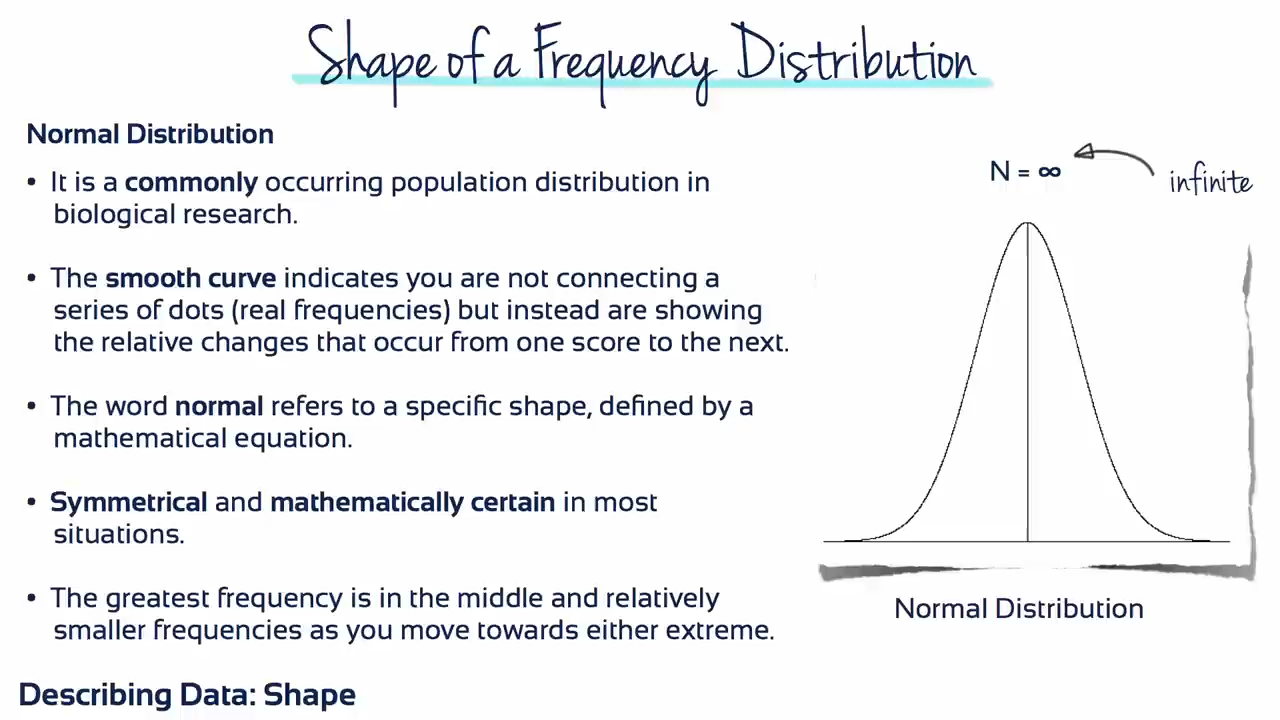 Shape of a Frequency Distribution
Normal Distribution
• It is a commonly occurring population distribution in
biological research.
• The smooth curve indicates you are not connecting a
series of dots (real frequencies) but instead are showing
the relative changes that occur from one score to the next.
• The word normal refers to a specific shape, defined by a
mathematical equation.
• Symmetrical and mathematically certain in most
situations.
• The greatest frequency is in the middle and relatively
smaller frequencies as you move towards either extreme.
N = ∞
infinite
Normal Distribution
Describing Data: Shape